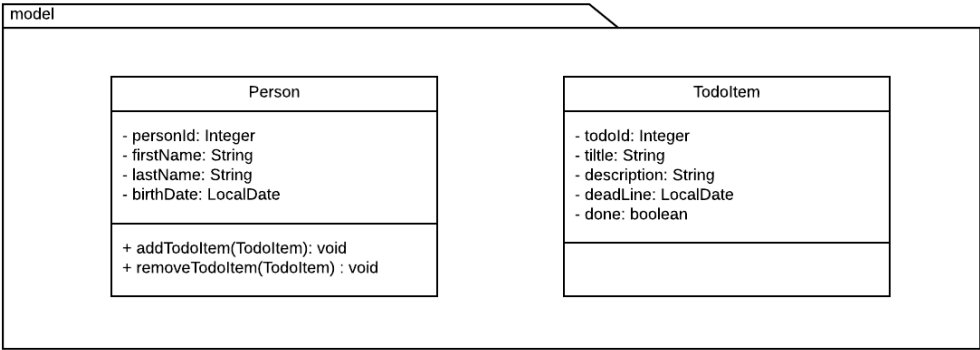 model
Person
- personId: Integer
- firstName: String
- lastName: String
- birthDate: LocalDate
+ addTodoItem(TodoItem): void
+ removeTodoItem(TodoItem) : void
TodoItem
- todoId: Integer
- tiltle: String
- description: String
- deadLine: LocalDate
- done: boolean